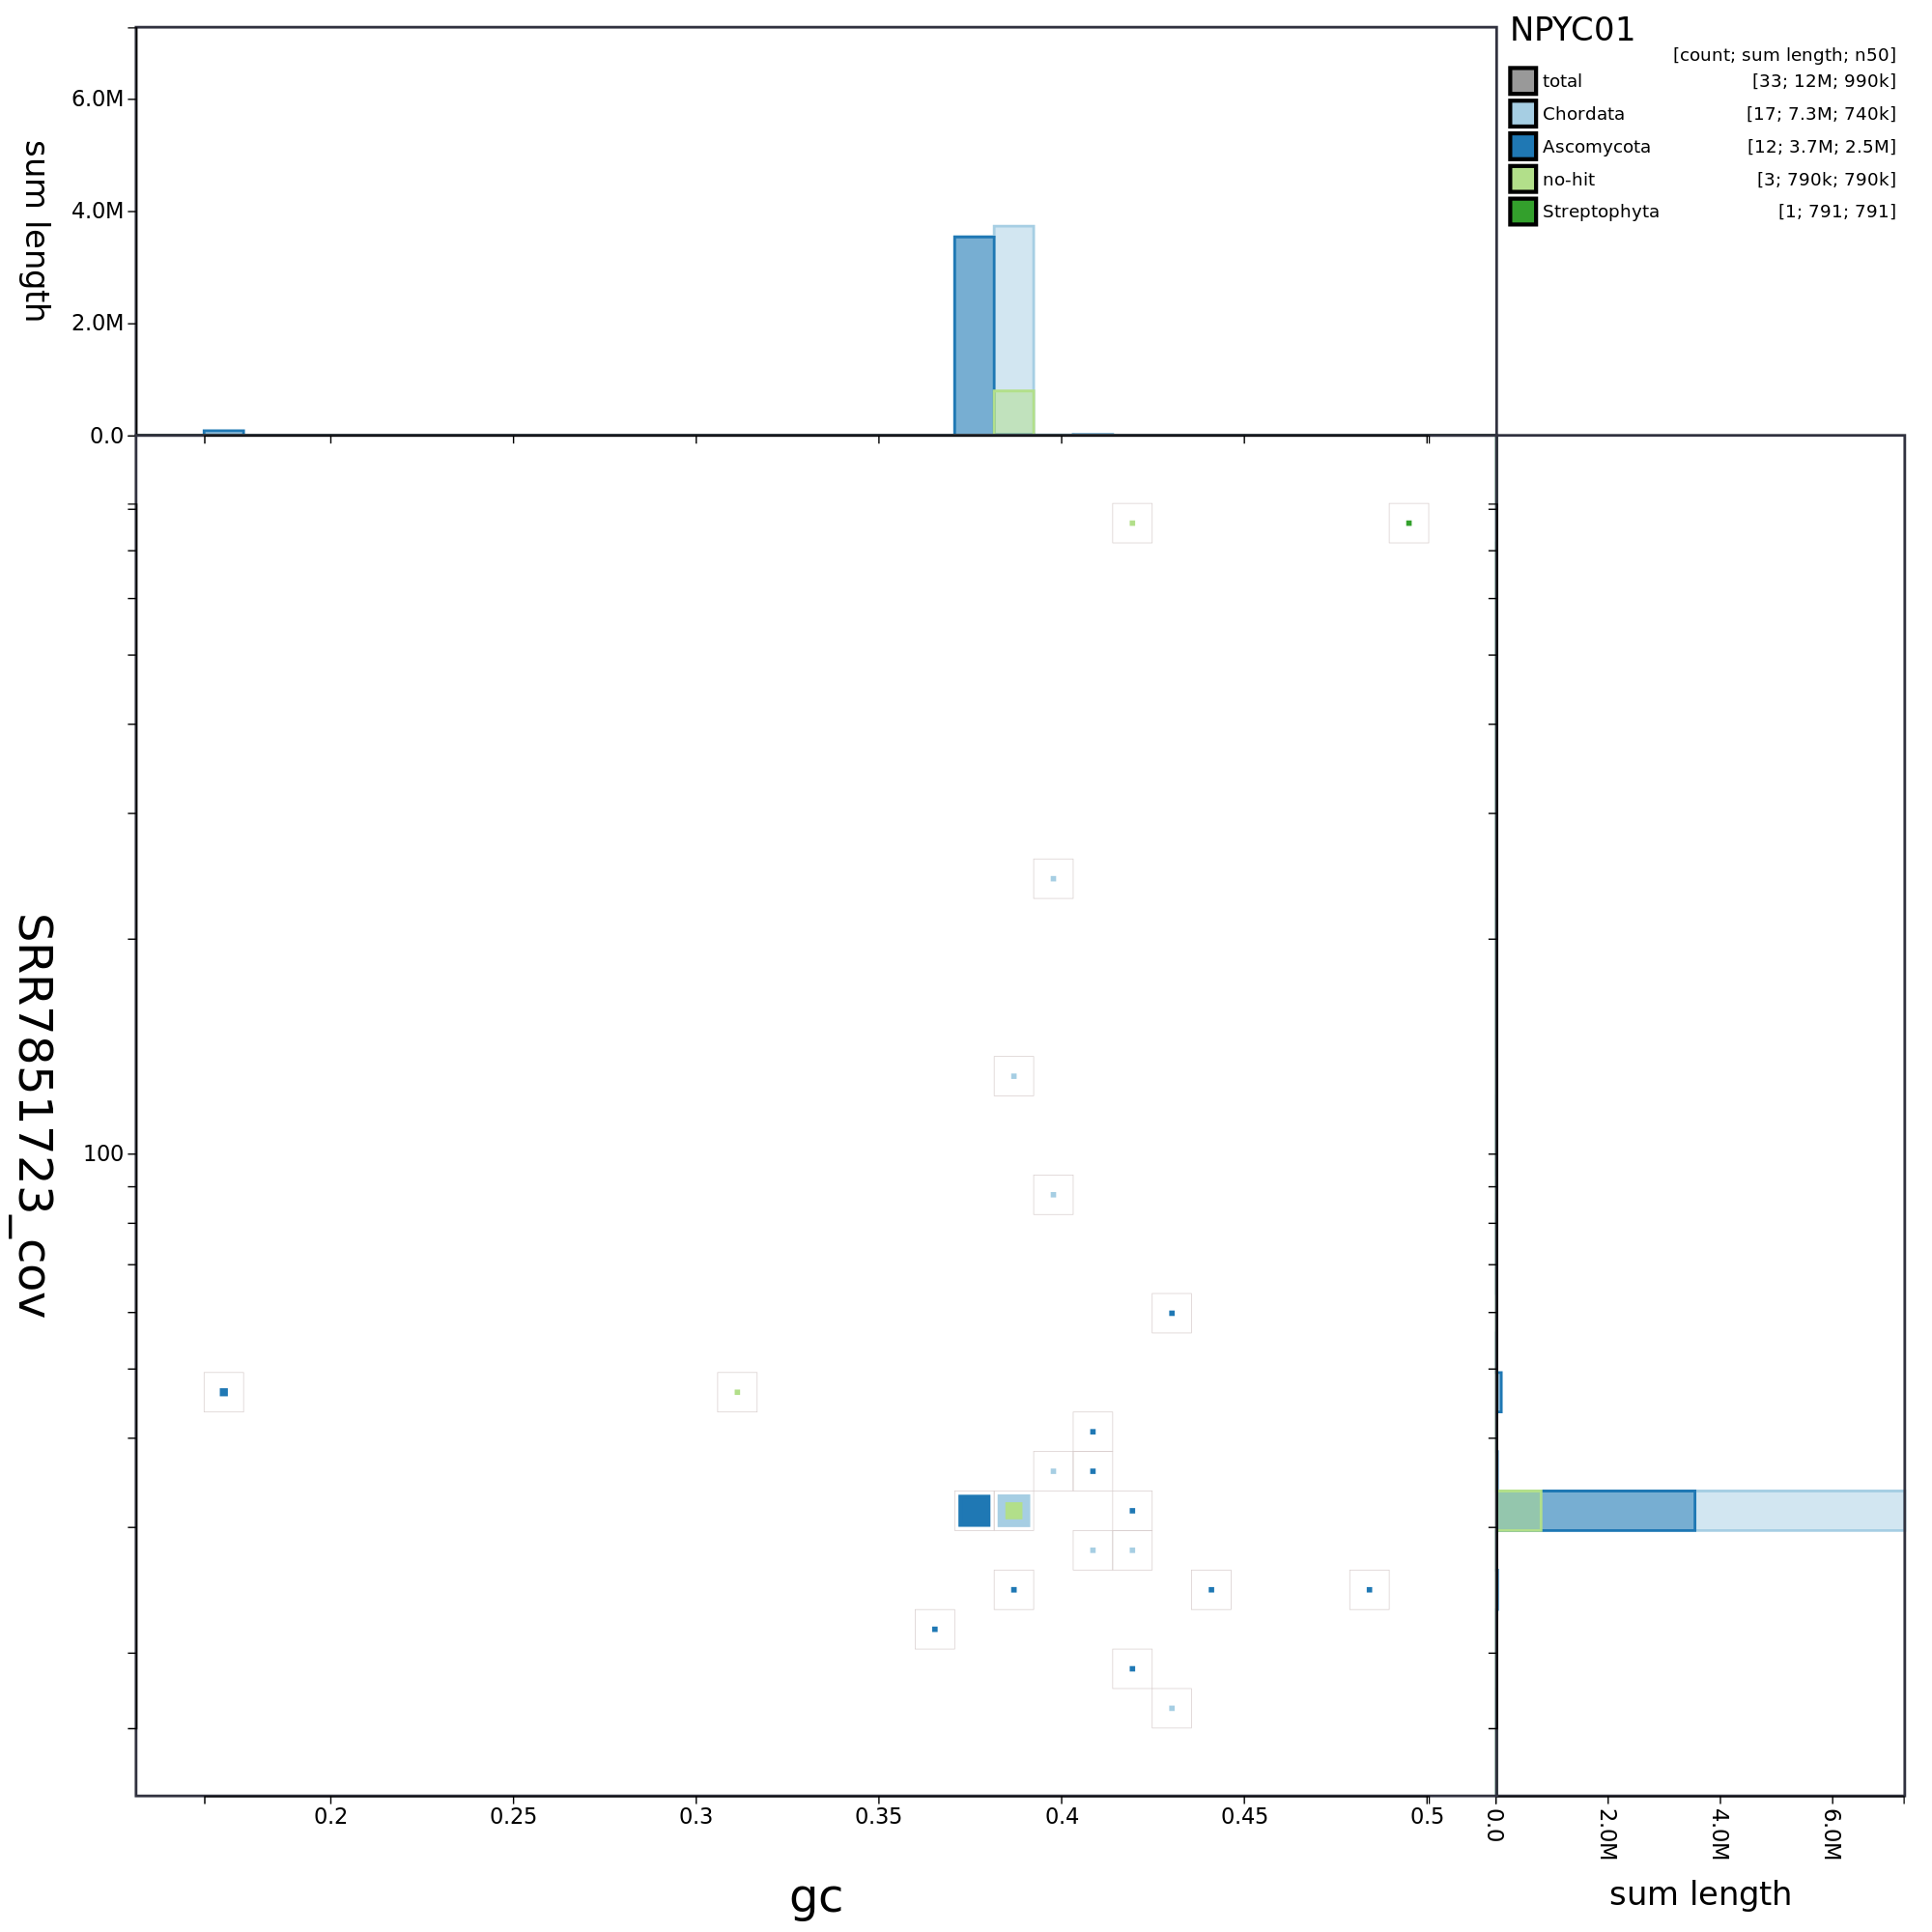 NPYC01
[count; sum length; n50]
total [33; 12M; 990k]
Chordata [17; 7.3M; 740k]
Ascomycota [12; 3.7M; 2.5M]
no-hit [3; 790k; 790k]
Streptophyta [1; 791; 791]
sum length
6.0M
4.0M
2.0M
0.0
SRR7851723_cov
100
0.2 0.25 0.3 0.35 0.4 0.45 0.5
gc
0.0 2.0M 4.0M 6.0M
sum length